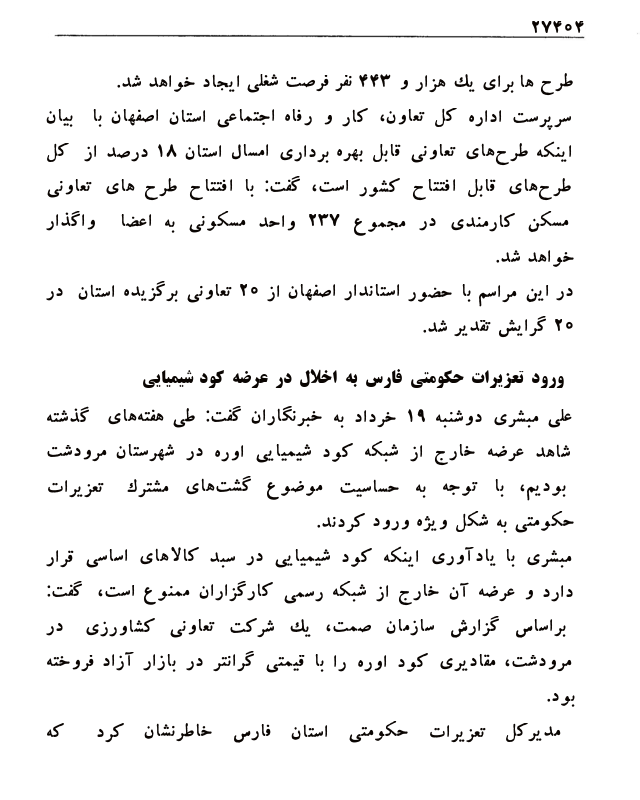 ۲۷۴۰۴
طرح ها برای یك هزار و ۴۴۳ نفر فرصت شغلی ایجاد خواهد شد.
سرپرست اداره کل تعاون، کار و رفاه اجتماعی استان اصفهان با بیان
اینکه طرح‌های تعاونی قابل بهره برداری امسال استان ۱۸ درصد از کل
طرح‌های قابل افتتاح کشور است، گفت: با افتتاح طرح های تعاونی
مسکن کارمندی در مجموع ۲۳۷ واحد مسکونی به اعضا واگذار
خواهد شد.
در این مراسم با حضور استاندار اصفهان از ۲۰ تعاونی برگزیده استان در
۲۰ گرایش تقدیر شد.
ورود تعزیرات حکومتی فارس به اخلال در عرضه کود شیمیایی
علی مبشری دوشنبه ۱۹ خرداد به خبرنگاران گفت: طی هفته‌های گذشته
شاهد عرضه خارج از شبکه کود شیمیایی اوره در شهرستان مرودشت
بودیم، با توجه به حساسیت موضوع گشت‌های مشترك تعزیرات
حکومتی به شکل ویژه ورود کردند.
مبشری با یادآوری اینکه کود شیمیایی در سبد کالاهای اساسی قرار
دارد و عرضه آن خارج از شبکه رسمی کارگزاران ممنوع است، گفت:
براساس گزارش سازمان صمت، یك شرکت تعاونی کشاورزی در
مرودشت، مقادیری کود اوره را با قیمتی گرانتر در بازار آزاد فروخته
بود.
مدیرکل تعزیرات حکومتی استان فارس خاطرنشان کرد که